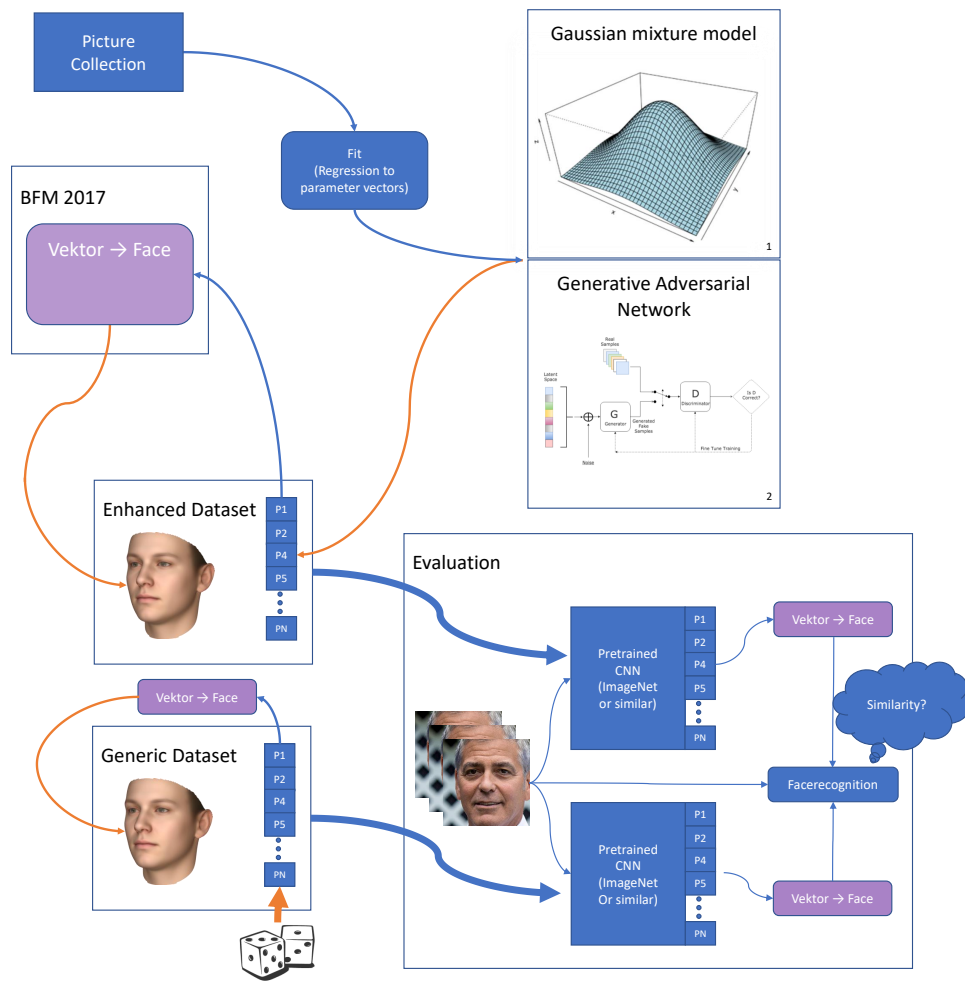 Picture
Collection
Gaussian mixture model
z
x
y
1
Fit
(Regression to
parameter vectors)
BFM 2017
Vektor → Face
Generative Adversarial
Network
Real
Samples
Latent
Space
G
Generator
D
Discriminator
Is D
Correct?
Generated
Fake
Samples
Noise
Fine Tune Training
2
Enhanced Dataset
P1
P2
P4
P5
PN
Vektor → Face
Generic Dataset
P1
P2
P4
P5
PN
Evaluation
Pretrained
CNN
(ImageNet
or similar)
P1
P2
P4
P5
PN
Vektor → Face
Similarity?
Facerecognition
Pretrained
CNN
(ImageNet
Or similar)
P1
P2
P4
P5
PN
Vektor → Face